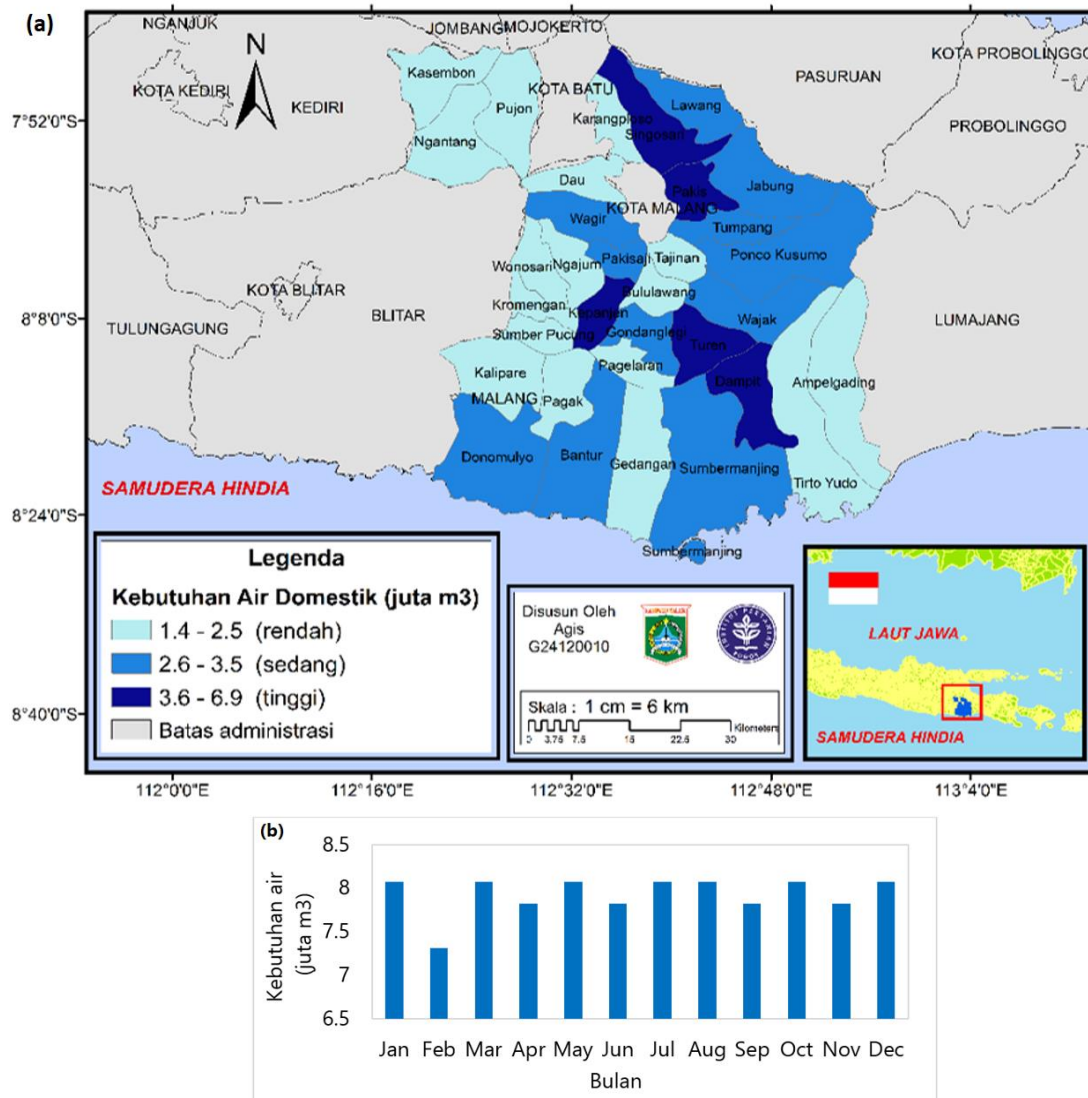 (a)
NGANJUK
JOMBANG
MOJOKERTO
KOTA PROBOLINGGO
N
Kasembon
KOTA BATU
PASURUAN
KOTA KEDIRI
KEDIRI
Pujon
Lawang
7°52'0"S
Karangploso
Singosari
PROBOLINGGO
Ngantang
Dau
Pakis
Jabung
KOTA MALANG
Wagir
Tumpang
Pakisaji
Tajinan
Ponco Kusumo
Wonosari
Ngajum
KOTA BLITAR
Bululawang
Kromengan
Kepanjen
8°8'0"S
TULUNGAGUNG
BLITAR
Wajak
LUMAJANG
Sumber Pucung
Gondanglegi
Turen
Pagelaran
Kalipare
Dampit
Ampelgading
MALANG
Pagak
Donomulyo
Bantur
Gedangan
Sumbermanjing
SAMUDERA HINDIA
Tirto Yudo
8°24'0"S
Sumbermanjing
Legenda
Kebutuhan Air Domestik (juta m3)
1.4 - 2.5 (rendah)
2.6 - 3.5 (sedang)
3.6 - 6.9 (tinggi)
Batas administrasi
8°40'0"S
Disusun Oleh
Agis
G24120010
Skala : 1 cm = 6 km
Kilometers
0 3.75 7.5 15 22.5 30
LAUT JAWA
SAMUDERA HINDIA
112°0'0"E 112°16'0"E 112°32'0"E 112°48'0"E 113°4'0"E
(b)
8.5
8
7.5
7
6.5
Kebutuhan air
(juta m3)
Jan Feb Mar Apr May Jun Jul Aug Sep Oct Nov Dec
Bulan